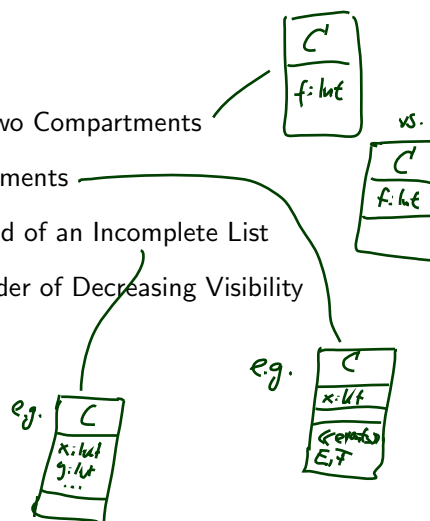 C
f: Int
wo Compartments
vs.
C
f: Int
ments
d of an Incomplete List
der of Decreasing Visibility
e.g.
C
x: Int
E, F
e.g.
C
x: Int
y: Int
...